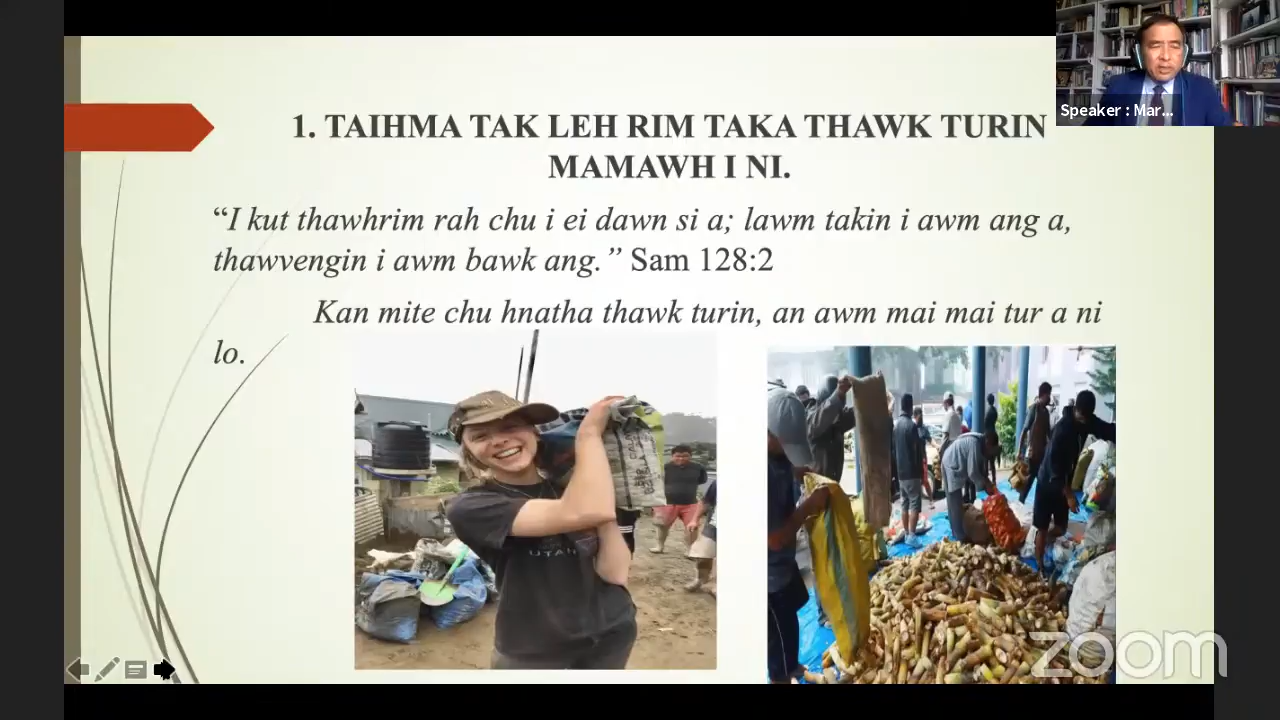 1. TAIHMA TAK LEH RIM TAKA THAWK TURIN
MAMAWH I NI.
“I kut thawhrim rah chu i ei dawn si a; lawm takin i awm ang a,
thawvengin i awm bawk ang.” Sam 128:2
Kan mite chu hnatha thawk turin, an awm mai mai tur a ni
lo.
Speaker : Mar...
UTAH
zoom